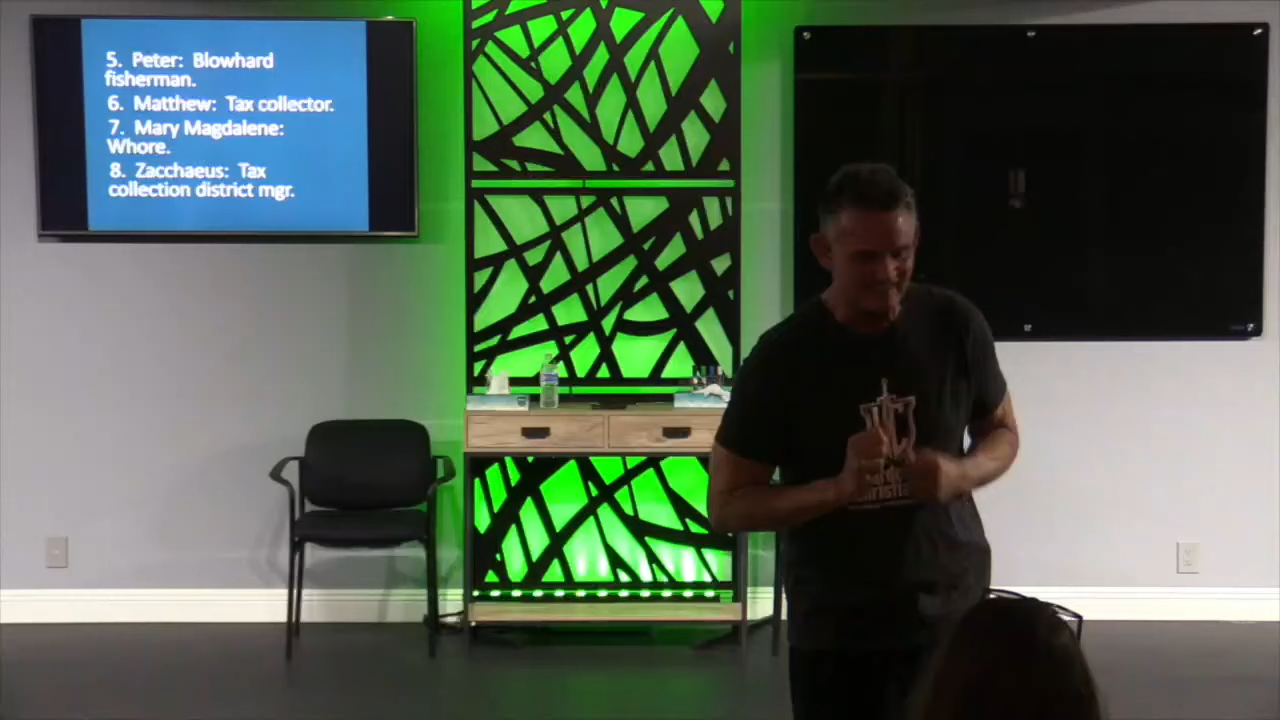 5. Peter: Blowhard
fisherman.
6. Matthew: Tax collector.
7. Mary Magdalene:
Whore.
8. Zacchaeus: Tax
collection district mgr.